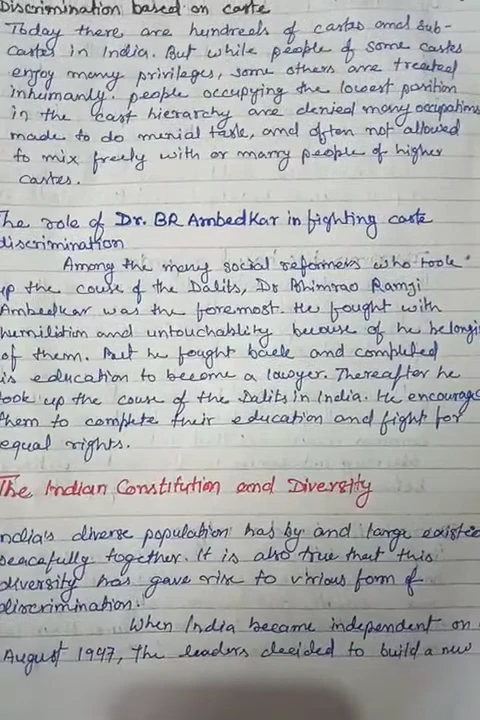 Discrimination based on caste
Today there are hundreels of castes and sub-
castes in India. But while people of some castes
enjoy many privilages, some others are treated
inhumanly. people occupying the lowest position
in the cast hierarchy are denied many occupations
made to do menial task, and often not allowed
to mix freely with or marry people of higher
castes.
The role of Dr. BR Ambedkar in fighting caste
discrimination
Among the many social reformers who took
up the couse of the Dalits, Dr Bhimrao Ramji
Ambedkar was the foremost. He fought with
humilition and untouchablity becuose of he belongi
of them. But he fought back and completed
is education to become a lawyer. Thereafter he
took up the couse of the Dalits in India. He encourage
them to complete their education and fight for
equal rights.
The Indian Constitution and Diversity
India's diverse population has by and large existed
peacefully together. It is also true that this
diversity has gave rise to virious form of
discrimination.
When India became independent on
August 1947, The leaders decided to build a new